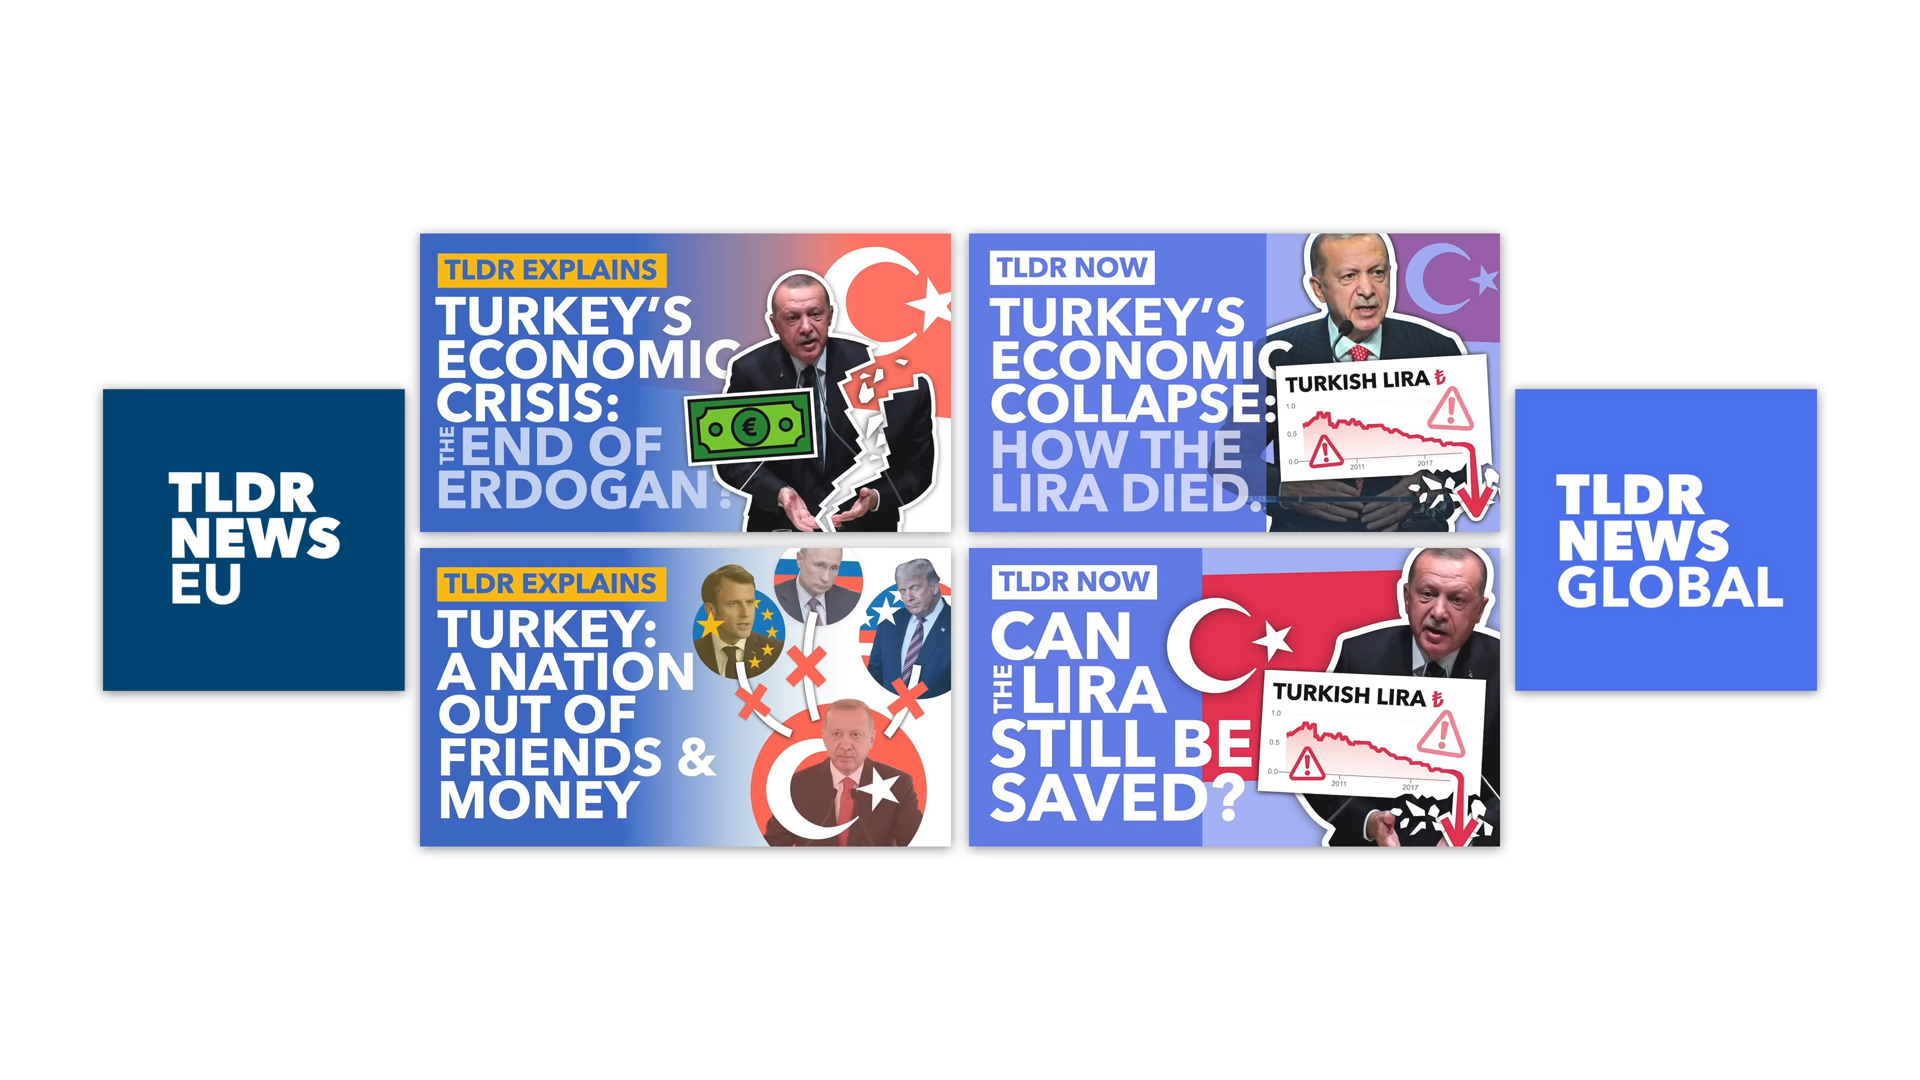 TLDR
NEWS
EU
TLDR EXPLAINS
TURKEY'S
ECONOMIC
CRISIS:
THE END OF
ERDOGAN?
€
TLDR NOW
TURKEY'S
ECONOMIC
COLLAPSE:
HOW THE
LIRA DIED..
TURKISH LIRA ₺
1.0
0.5
0.0
2011
2017
TLDR EXPLAINS
TURKEY:
A NATION
OUT OF
FRIENDS &
MONEY
TLDR NOW
CAN
THE LIRA
STILL BE
SAVED?
TURKISH LIRA ₺
1.0
0.5
0.0
2011
2017
TLDR
NEWS
GLOBAL